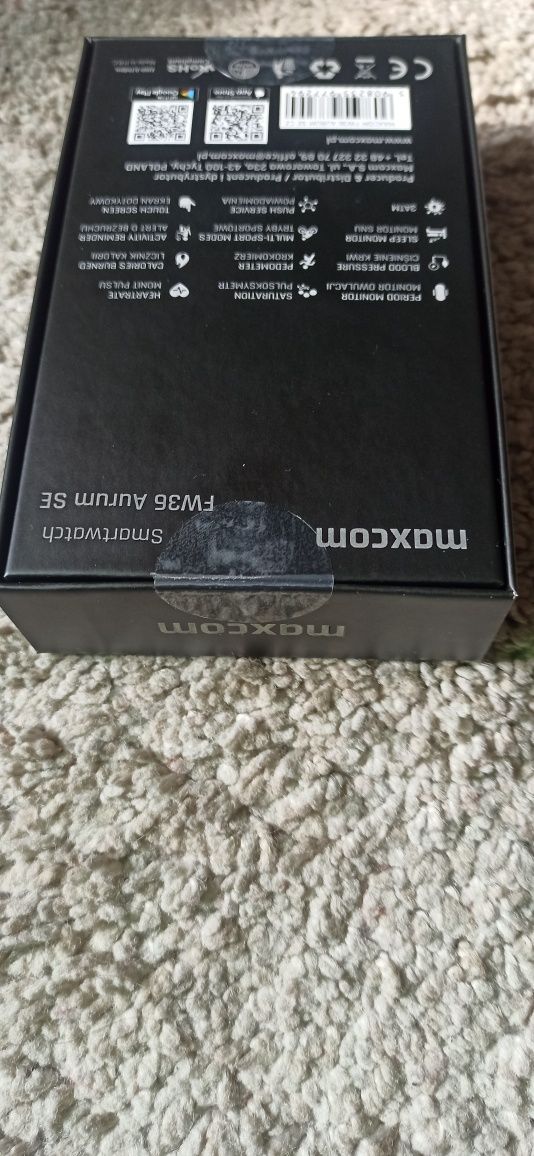 maxcom
Smartwatch
FW36 Aurum SE
PERIOD MONITOR
MONITOR OWULACJI
SATURATION
PULSOKSYMETR
HEARTRATE
MONIT PULSU
BLOOD PRESSURE
CIŚNIENIE KRWI
PEDOMETER
KROKOMIERZ
CALORIES BURNED
LICZNIK KALORII
SLEEP MONITOR
MONITOR SNU
MULTI-SPORT MODES
TRYBY SPORTOWE
ACTIVITY REMINDER
ALERT O BEZRUCHU
3ATM
PUSH SERVICE
POWIADOMIENIA
TOUCH SCREEN
EKRAN DOTYKOWY
Producer & Distributor / Producent i dystrybutor
Maxcom S.A., ul. Towarowa 23a, 43-100 Tychy, POLAND
Tel. +48 32 327 70 89, office@maxcom.pl
www.maxcom.pl
App Store
Google Play
CE
RoHS
maxcom